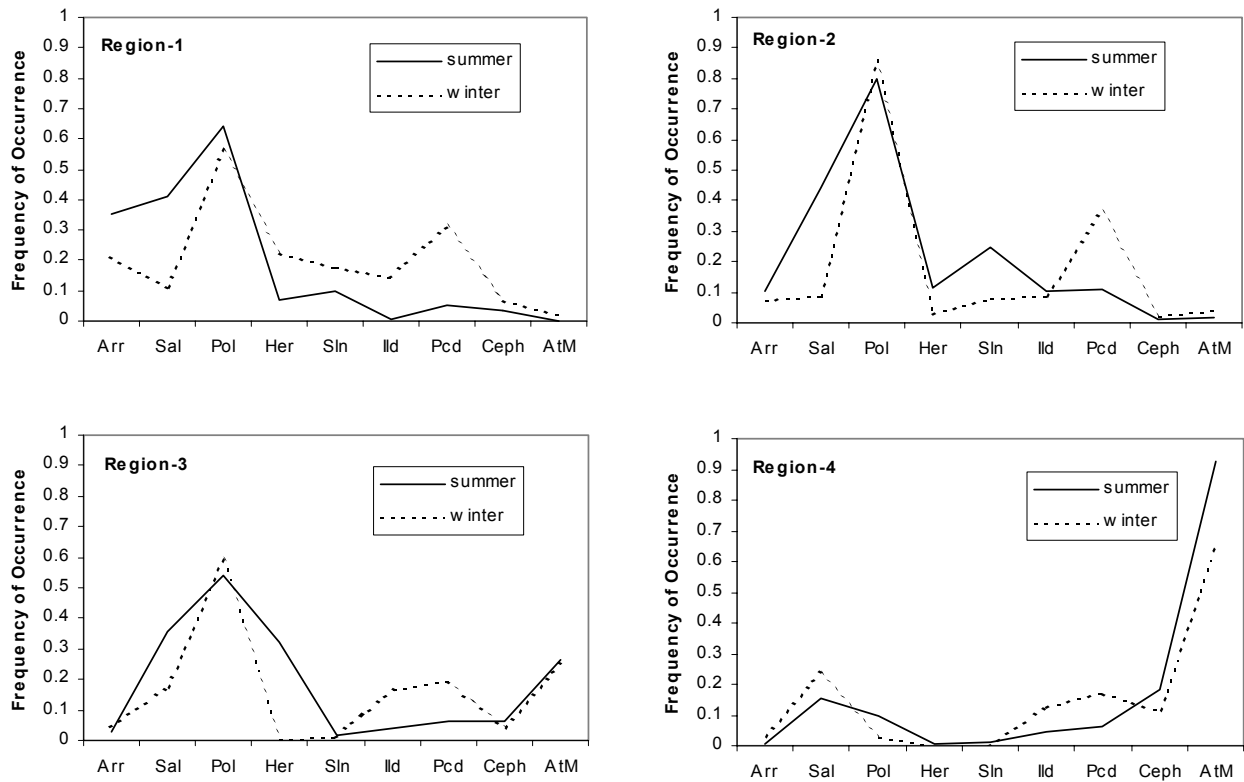 Region-1
summer
w inter
Frequency of Occurrence
1
0.9
0.8
0.7
0.6
0.5
0.4
0.3
0.2
0.1
0
Arr Sal Pol Her Sln Ild Pcd Ceph AtM
Region-2
summer
w inter
Frequency of Occurrence
1
0.9
0.8
0.7
0.6
0.5
0.4
0.3
0.2
0.1
0
Arr Sal Pol Her Sln Ild Pcd Ceph AtM
Region-3
summer
w inter
Frequency of Occurrence
1
0.9
0.8
0.7
0.6
0.5
0.4
0.3
0.2
0.1
0
Arr Sal Pol Her Sln Ild Pcd Ceph AtM
Region-4
summer
w inter
Frequency of Occurrence
1
0.9
0.8
0.7
0.6
0.5
0.4
0.3
0.2
0.1
0
Arr Sal Pol Her Sln Ild Pcd Ceph AtM